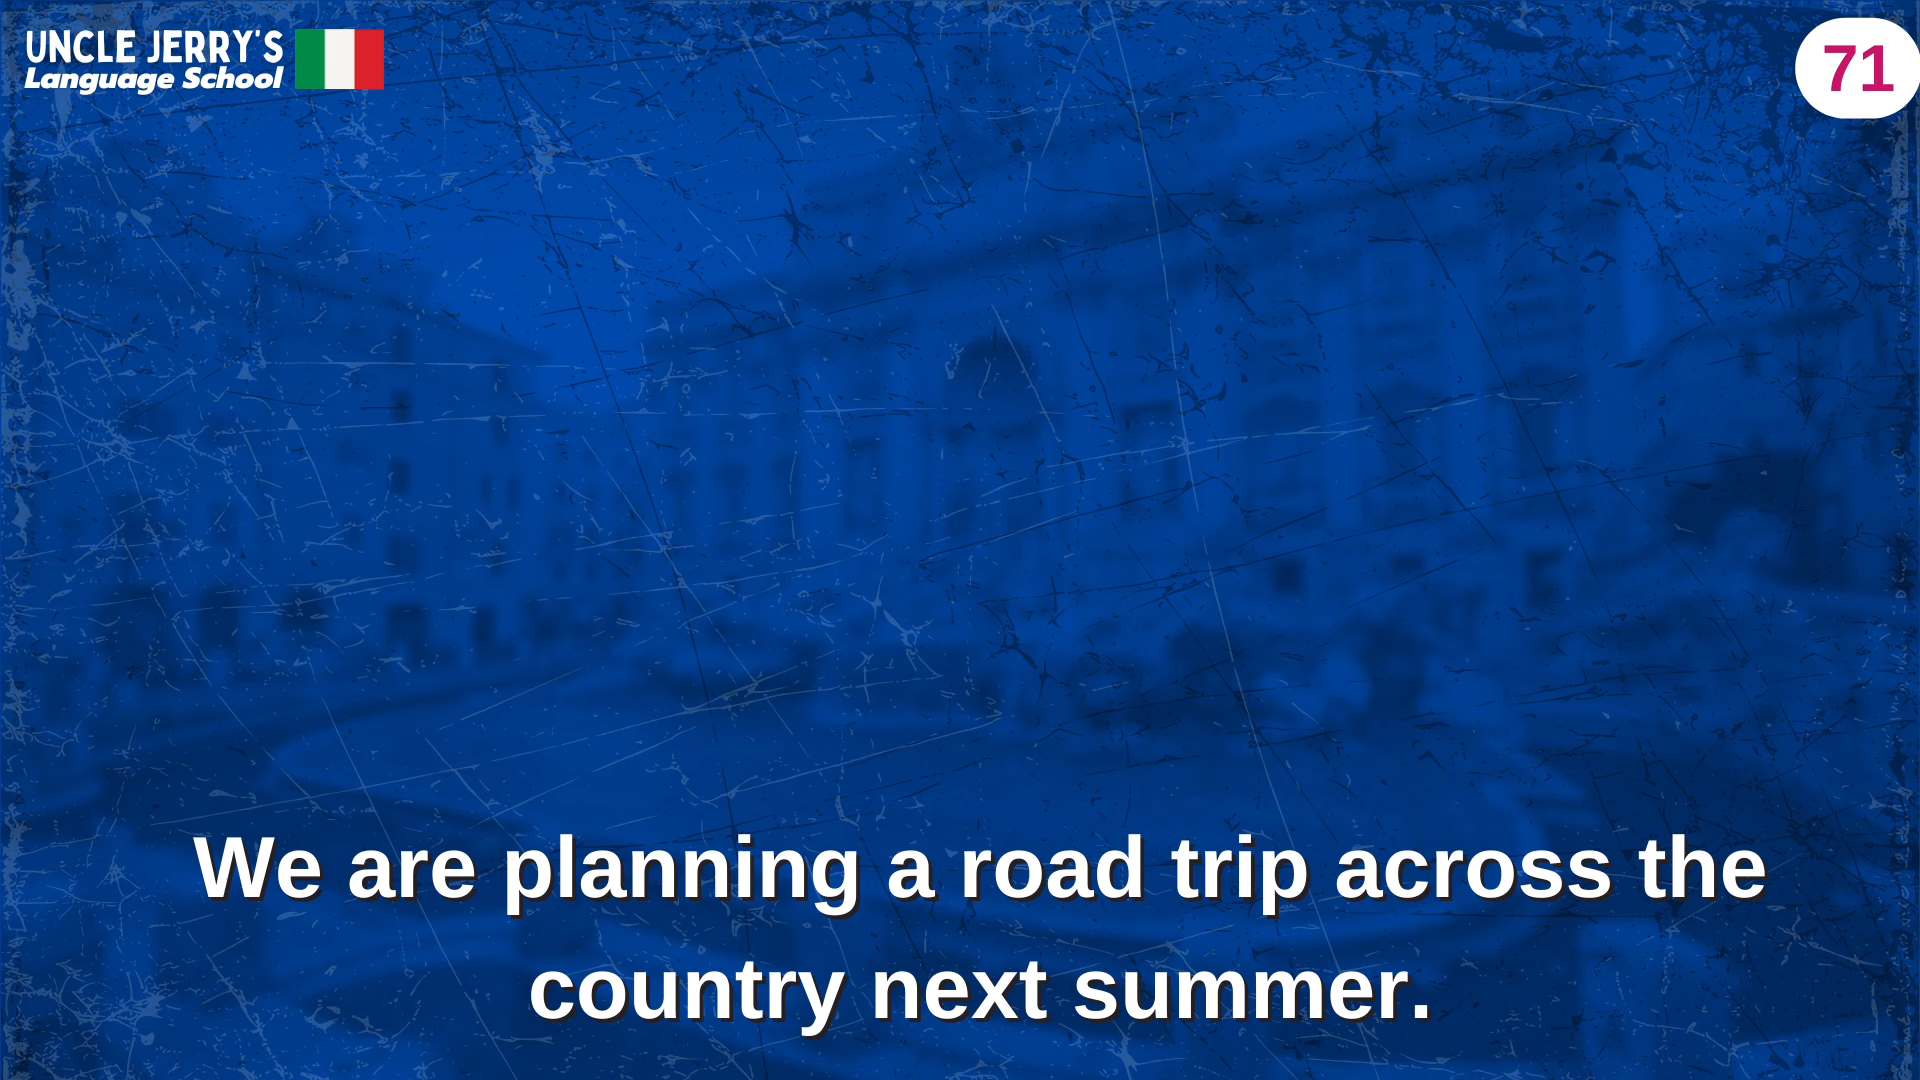 UNCLE JERRY'S
Language School
71
We are planning a road trip across the
country next summer.